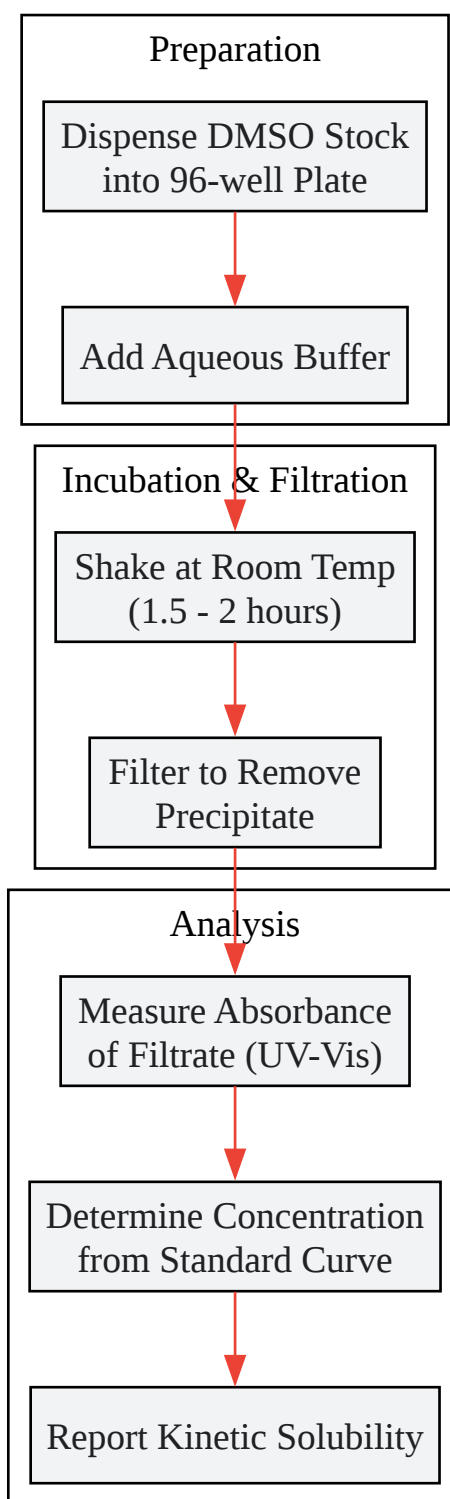 Preparation
Dispense DMSO Stock
into 96-well Plate
Add Aqueous Buffer
Incubation & Filtration
Shake at Room Temp
(1.5 - 2 hours)
Filter to Remove
Precipitate
Analysis
Measure Absorbance
of Filtrate (UV-Vis)
Determine Concentration
from Standard Curve
Report Kinetic Solubility